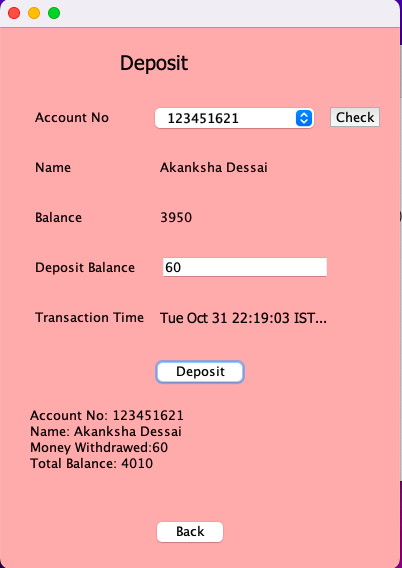 Deposit
Account No 123451621 Check
Name Akanksha Dessai
Balance 3950
Deposit Balance 60
Transaction Time Tue Oct 31 22:19:03 IST...
Deposit
Account No: 123451621
Name: Akanksha Dessai
Money Withdrawed:60
Total Balance: 4010
Back